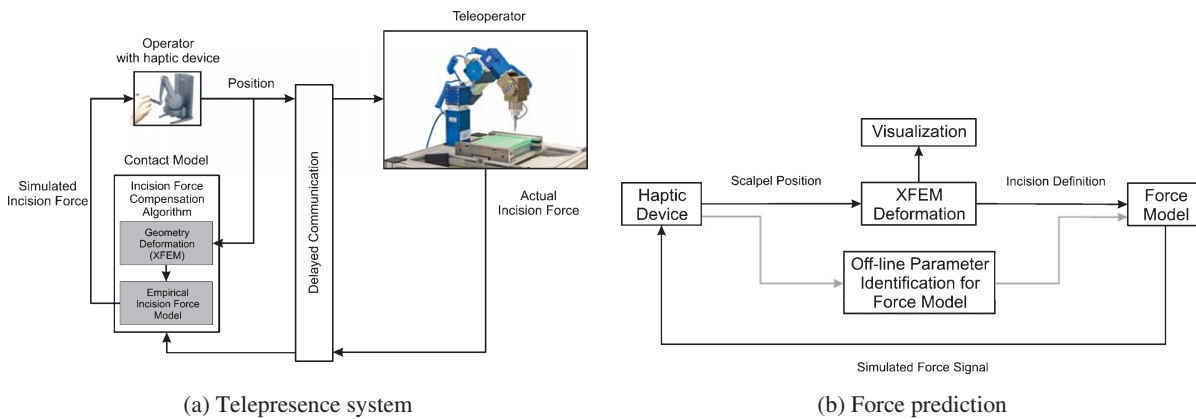 Teleoperator
Operator
with haptic device
Position
Contact Model
Simulated
Incision Force
Incision Force
Compensation
Algorithm
Geometry
Deformation
(XFEM)
Empirical
Incision Force
Model
Delayed Communication
Actual
Incision Force
(a) Telepresence system
Visualization
Scalpel Position
Incision Definition
Haptic
Device
XFEM
Deformation
Force
Model
Off-line Parameter
Identification for
Force Model
Simulated Force Signal
(b) Force prediction